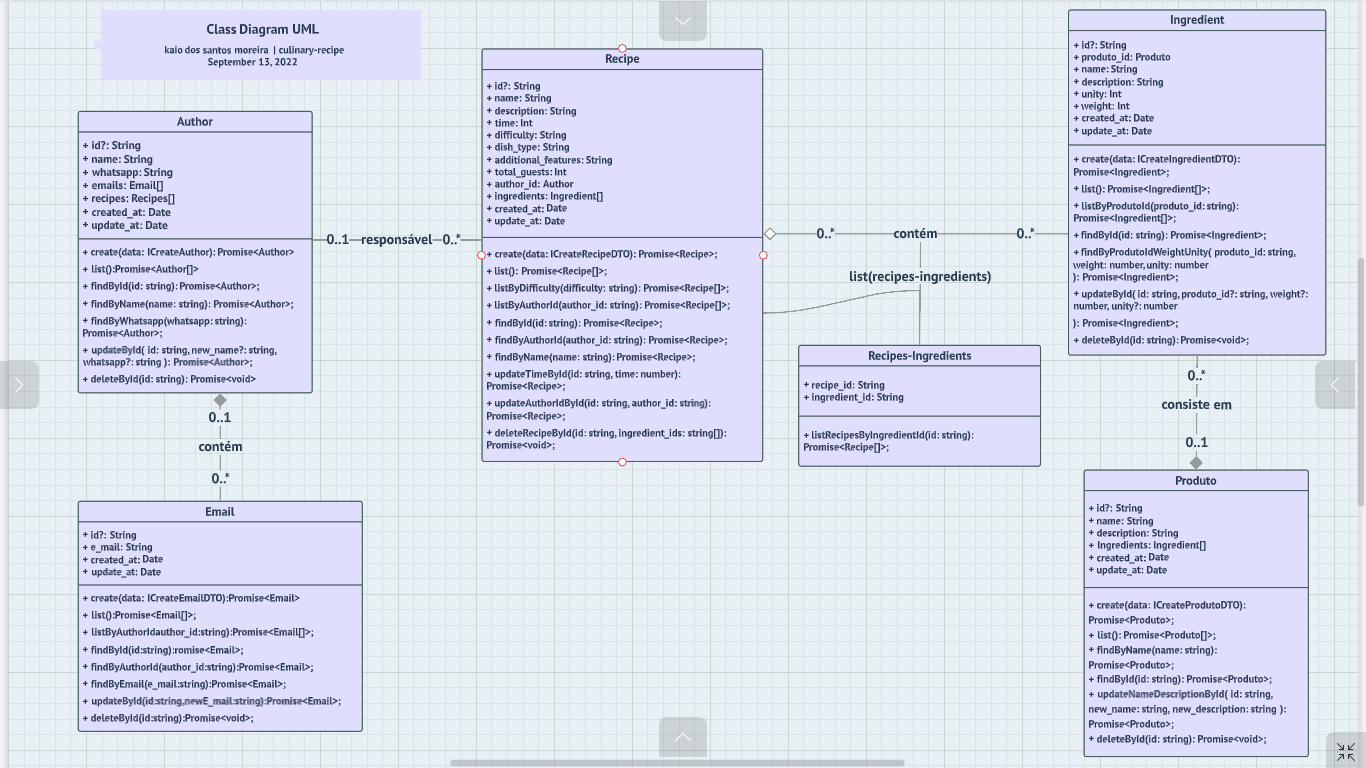 Class Diagram UML
kaio dos santos moreira | culinary-recipe
September 13, 2022
Author
+ id?: String
+ name: String
+ whatsapp: String
+ emails: Email[]
+ recipes: Recipes[]
+ created_at: Date
+ update_at: Date
+ create(data: ICreateAuthor): Promise<Author>
+ list():Promise<Author[]>
+ findById(id: string): Promise<Author>;
+ findByName(name: string): Promise<Author>;
+ findByWhatsapp(whatsapp: string):
Promise<Author>;
+ updateById( id: string, new_name?: string,
whatsapp?: string ): Promise<Author>;
+ deleteById(id: string): Promise<void>
0..1
contém
0..*
Email
+ id?: String
+ e_mail: String
+ created_at: Date
+ update_at: Date
+ create(data: ICreateEmailDTO):Promise<Email>
+ list():Promise<Email[]>;
+ listByAuthorIdauthor_id:string):Promise<Email[]>;
+ findById(id:string):romise<Email>;
+ findByAuthorId(author_id:string):Promise<Email>;
+ findByEmail(e_mail:string):Promise<Email>;
+ updateById(id:string,newE_mail:string):Promise<Email>;
+ deleteById(id:string):Promise<void>;
0..1 responsável 0..*
Recipe
+ id?: String
+ name: String
+ description: String
+ time: Int
+ difficulty: String
+ dish_type: String
+ additional_features: String
+ total_guests: Int
+ author_id: Author
+ ingredients: Ingredient[]
+ created_at: Date
+ update_at: Date
+ create(data: ICreateRecipeDTO): Promise<Recipe>;
+ list(): Promise<Recipe[]>;
+ listByDifficulty(difficulty: string): Promise<Recipe[]>;
+ listByAuthorId(author_id: string): Promise<Recipe[]>;
+ findById(id: string): Promise<Recipe>;
+ findByAuthorId(author_id: string): Promise<Recipe>;
+ findByName(name: string): Promise<Recipe>;
+ updateTimeById(id: string, time: number):
Promise<Recipe>;
+ updateAuthorIdById(id: string, author_id: string):
Promise<Recipe>;
+ deleteRecipeById(id: string, ingredient_ids: string[]):
Promise<void>;
0..* contém 0..*
list(recipes-ingredients)
Recipes-Ingredients
+ recipe_id: String
+ ingredient_id: String
+ listRecipesByIngredientId(id: string):
Promise<Recipe[]>;
Ingredient
+ id?: String
+ produto_id: Produto
+ name: String
+ description: String
+ unity: Int
+ weight: Int
+ created_at: Date
+ update_at: Date
+ create(data: ICreateIngredientDTO):
Promise<Ingredient>;
+ list(): Promise<Ingredient[]>;
+ listByProdutoId(produto_id: string):
Promise<Ingredient[]>;
+ findById(id: string): Promise<Ingredient>;
+ findByProdutoIdWeightUnity( produto_id: string,
weight: number, unity: number
): Promise<Ingredient>;
+ updateById( id: string, produto_id?: string, weight?:
number, unity?: number
): Promise<Ingredient>;
+ deleteById(id: string): Promise<void>;
0..*
consiste em
0..1
Produto
+ id?: String
+ name: String
+ description: String
+ Ingredients: Ingredient[]
+ created_at: Date
+ update_at: Date
+ create(data: ICreateProdutoDTO):
Promise<Produto>;
+ list(): Promise<Produto[]>;
+ findByName(name: string):
Promise<Produto>;
+ findById(id: string): Promise<Produto>;
+ updateNameDescriptionById( id: string,
new_name: string, new_description: string ):
Promise<Produto>;
+ deleteById(id: string): Promise<void>;